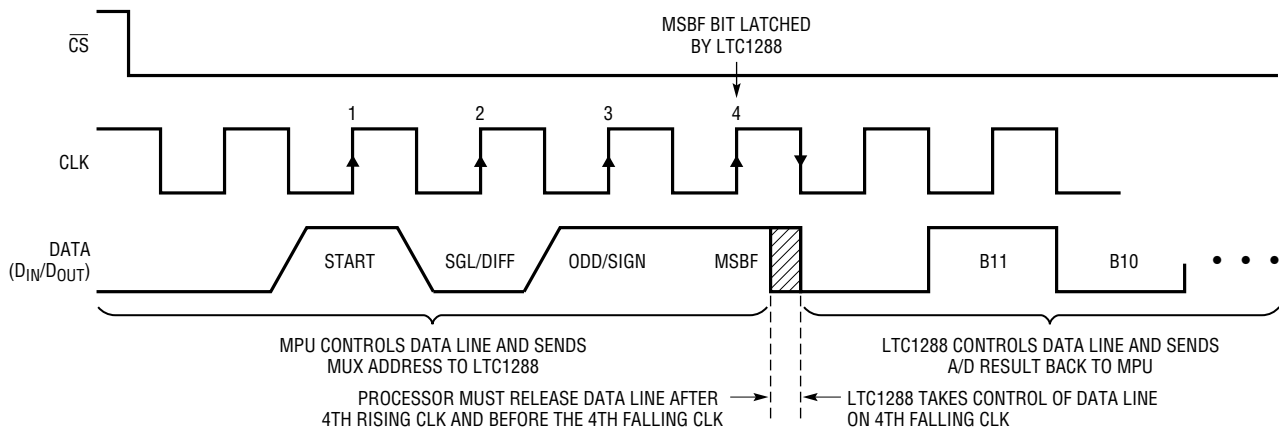 MSBF BIT LATCHED
BY LTC1288
CS
1 2 3 4
CLK
DATA
(DIN/DOUT)
START SGL/DIFF ODD/SIGN MSBF B11 B10 • • •
MPU CONTROLS DATA LINE AND SENDS
MUX ADDRESS TO LTC1288
LTC1288 CONTROLS DATA LINE AND SENDS
A/D RESULT BACK TO MPU
PROCESSOR MUST RELEASE DATA LINE AFTER
4TH RISING CLK AND BEFORE THE 4TH FALLING CLK
LTC1288 TAKES CONTROL OF DATA LINE
ON 4TH FALLING CLK